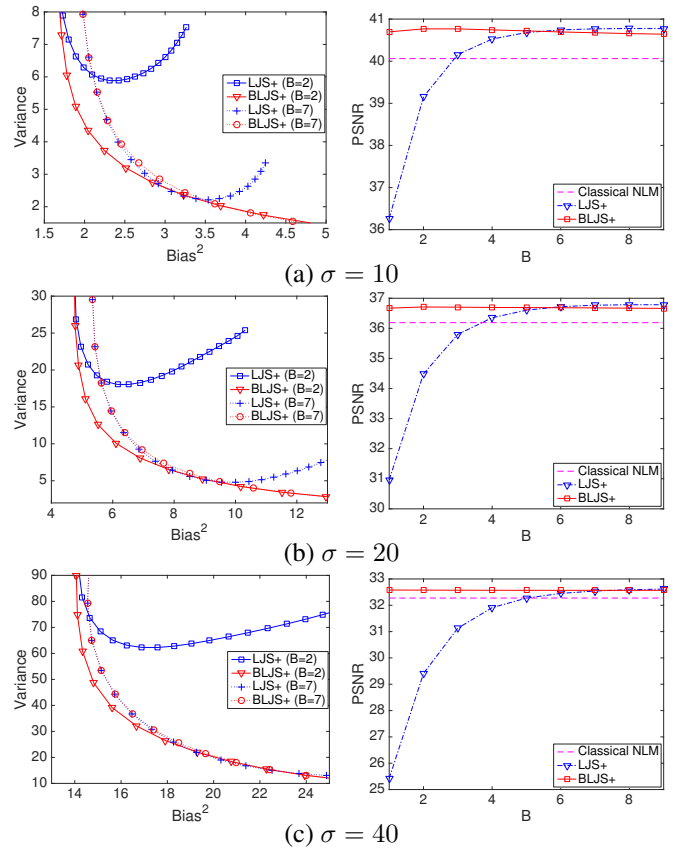 8
7
6
5
4
3
2
Variance
1.5 2 2.5 3 3.5 4 4.5 5
Bias²
LJS+ (B=2)
BLJS+ (B=2)
LJS+ (B=7)
BLJS+ (B=7)
41
40
39
38
37
36
PSNR
2 4 6 8
B
Classical NLM
LJS+
BLJS+
(a) σ = 10
30
25
20
15
10
5
Variance
4 6 8 10 12
Bias²
LJS+ (B=2)
BLJS+ (B=2)
LJS+ (B=7)
BLJS+ (B=7)
37
36
35
34
33
32
31
30
PSNR
2 4 6 8
B
Classical NLM
LJS+
BLJS+
(b) σ = 20
90
80
70
60
50
40
30
20
10
Variance
14 16 18 20 22 24
Bias²
LJS+ (B=2)
BLJS+ (B=2)
LJS+ (B=7)
BLJS+ (B=7)
33
32
31
30
29
28
27
26
25
PSNR
2 4 6 8
B
Classical NLM
LJS+
BLJS+
(c) σ = 40